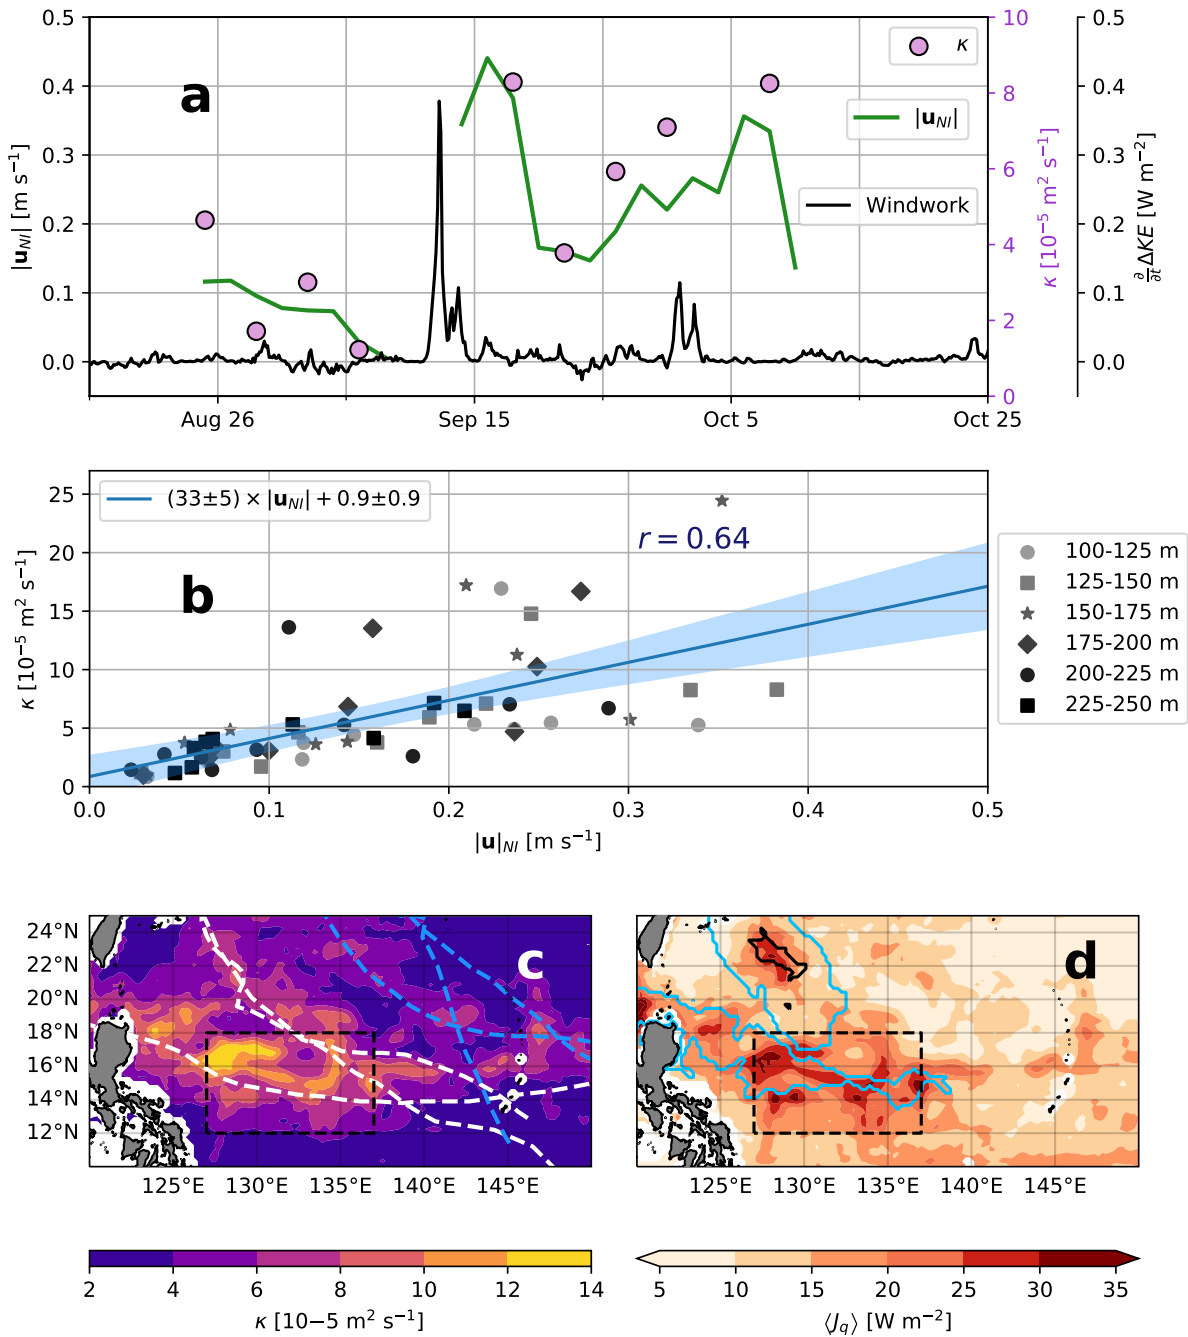 a
κ
|u_NI|
Windwork
0.5
0.4
0.3
0.2
0.1
0.0
|u_NI| [m s⁻¹]
10
8
6
4
2
0
κ [10⁻⁵ m² s⁻¹]
0.5
0.4
0.3
0.2
0.1
0.0
∂/∂t ΔKE [W m⁻²]
Aug 26
Sep 15
Oct 5
Oct 25
b
(33±5) × |u_NI| + 0.9±0.9
r = 0.64
25
20
15
10
5
0
κ [10⁻⁵ m² s⁻¹]
0.0
0.1
0.2
0.3
0.4
0.5
|u|_NI [m s⁻¹]
100-125 m
125-150 m
150-175 m
175-200 m
200-225 m
225-250 m
c
24°N
22°N
20°N
18°N
16°N
14°N
12°N
125°E
130°E
135°E
140°E
145°E
d
125°E
130°E
135°E
140°E
145°E
2
4
6
8
10
12
14
κ [10−5 m² s⁻¹]
5
10
15
20
25
30
35
⟨J_q⟩ [W m⁻²]